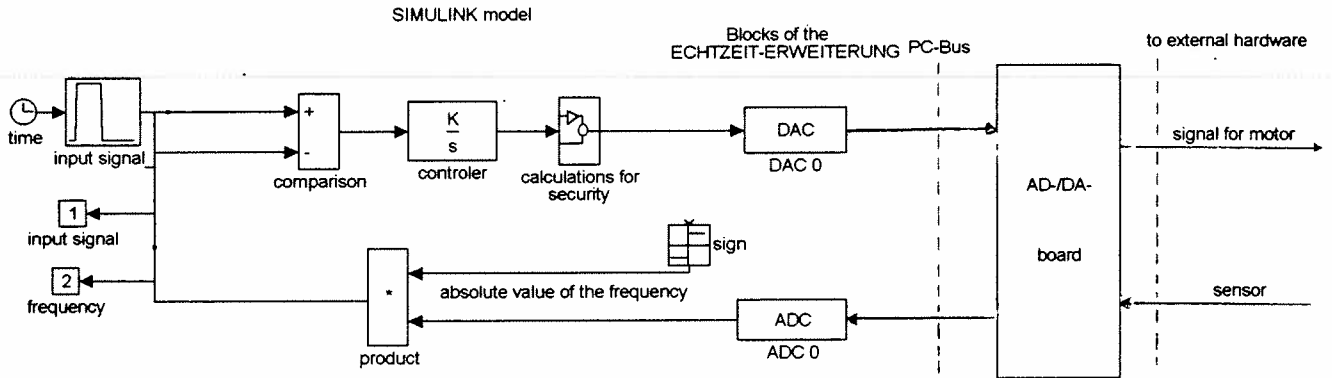 SIMULINK model
Blocks of the
ECHTZEIT-ERWEITERUNG
PC-Bus
to external hardware
time
input signal
+
-
comparison
K
s
controler
calculations for
security
DAC
DAC 0
signal for motor
AD-/DA-
board
1
input signal
2
frequency
*
product
sign
absolute value of the frequency
ADC
ADC 0
sensor